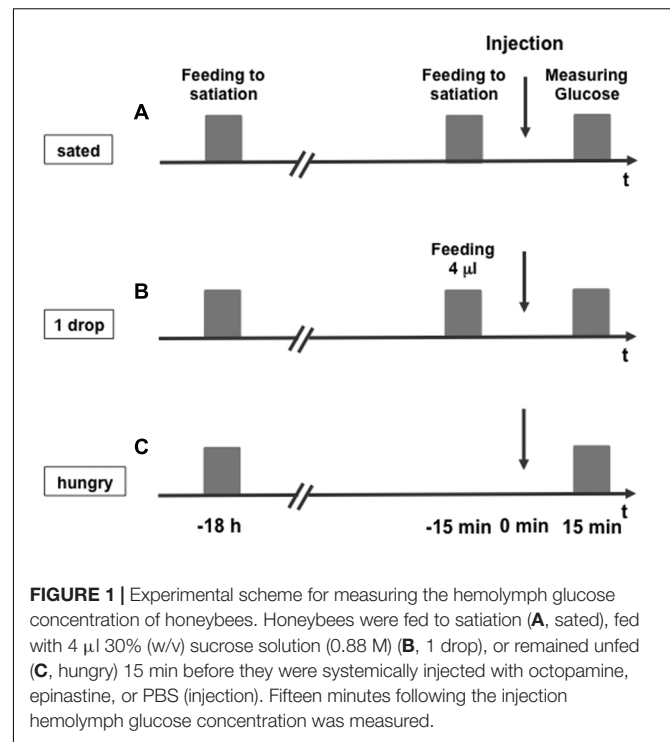 Injection
Feeding to
satiation
Feeding to
satiation
Measuring
Glucose
A
sated
t
Feeding
4 µl
B
1 drop
t
C
hungry
t
-18 h
-15 min
0 min
15 min
FIGURE 1 | Experimental scheme for measuring the hemolymph glucose
concentration of honeybees. Honeybees were fed to satiation (A, sated), fed
with 4 µl 30% (w/v) sucrose solution (0.88 M) (B, 1 drop), or remained unfed
(C, hungry) 15 min before they were systemically injected with octopamine,
epinastine, or PBS (injection). Fifteen minutes following the injection
hemolymph glucose concentration was measured.